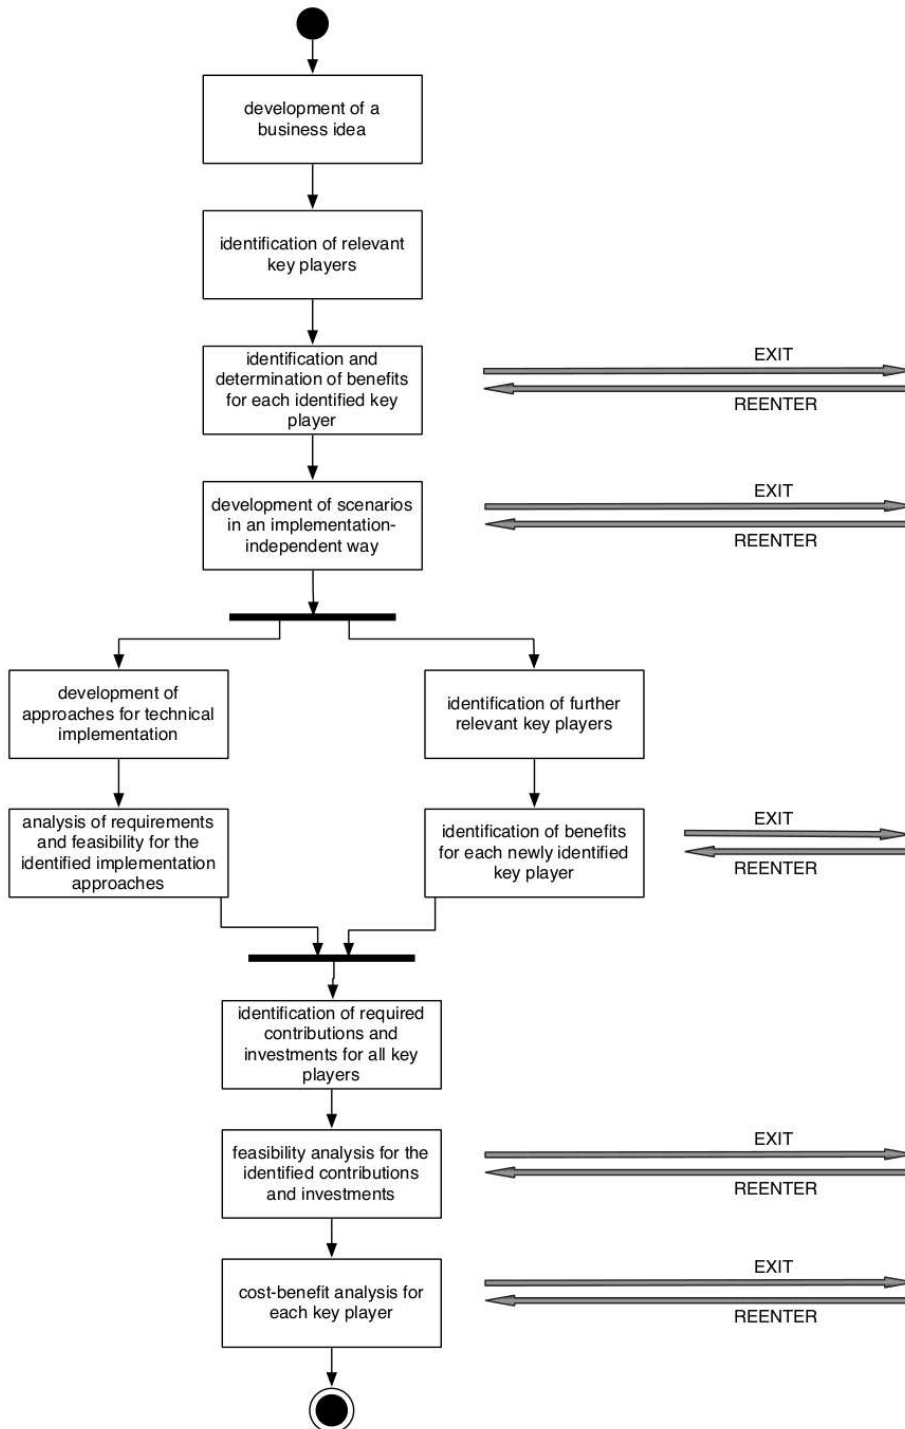 development of a
business idea
identification of relevant
key players
identification and
determination of benefits
for each identified key
player
EXIT
REENTER
development of scenarios
in an implementation-
independent way
EXIT
REENTER
development of
approaches for technical
implementation
identification of further
relevant key players
analysis of requirements
and feasibility for the
identified implementation
approaches
identification of benefits
for each newly identified
key player
EXIT
REENTER
identification of required
contributions and
investments for all key
players
feasibility analysis for the
identified contributions
and investments
EXIT
REENTER
cost-benefit analysis for
each key player
EXIT
REENTER